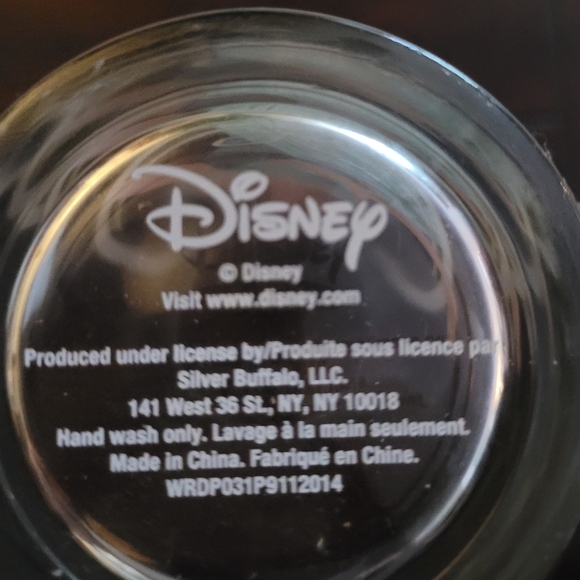 Disney
© Disney
Visit www.disney.com
Produced under license by/Produite sous licence par
Silver Buffalo, LLC.
141 West 36 St., NY, NY 10018
Hand wash only. Lavage à la main seulement.
Made in China. Fabriqué en Chine.
WRDP031P9112014